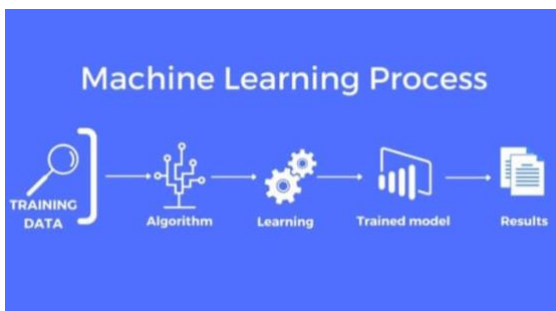 Machine Learning Process
TRAINING
DATA
Algorithm
Learning
Trained model
Results